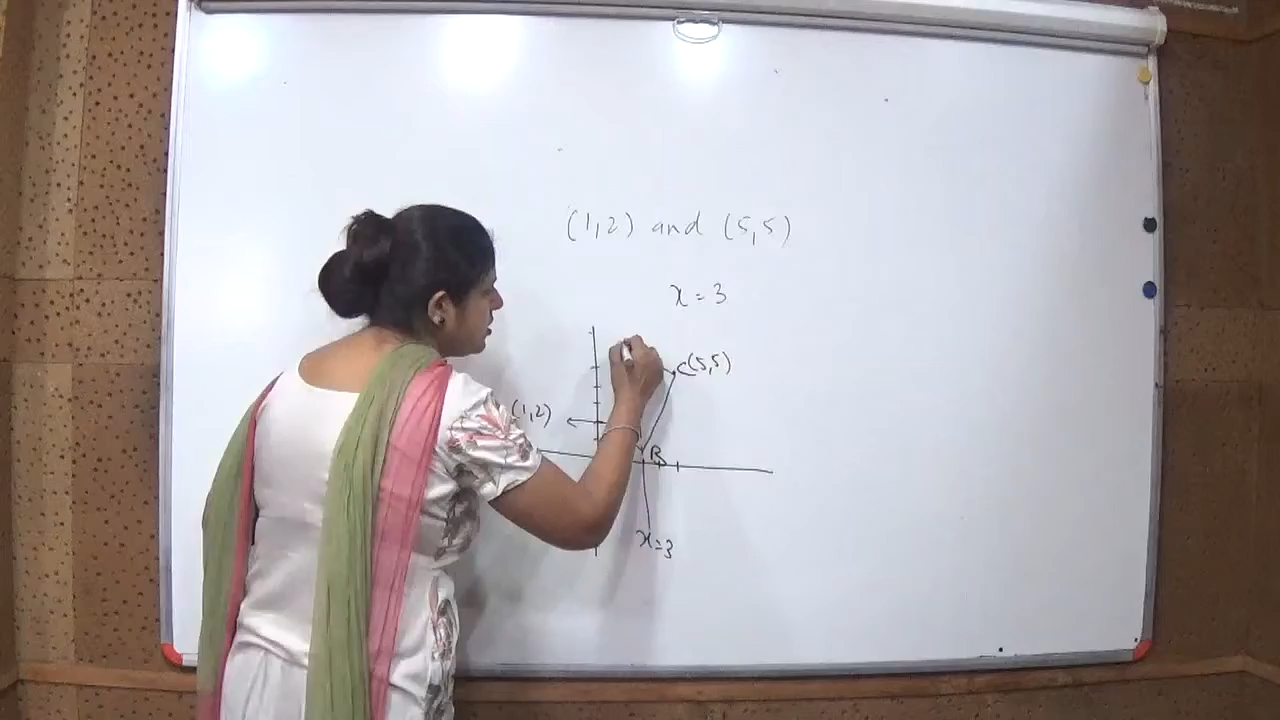 (1,2) and (5,5)
x = 3
C(5,5)
(1,2)
B
x=3